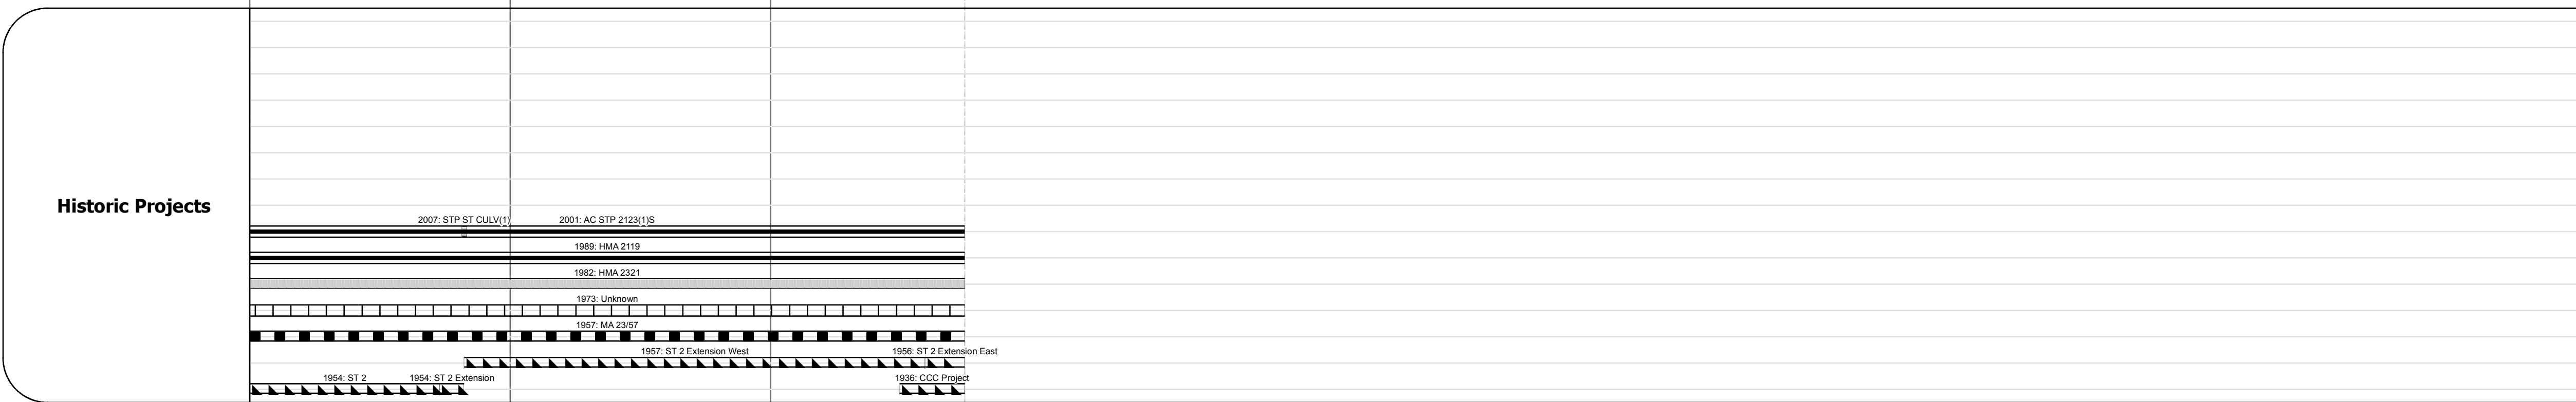 Historic Projects
2007: STP ST CULV(1) 2001: AC STP 2123(1)S
1989: HMA 2119
1982: HMA 2321
1973: Unknown
1957: MA 23/57
1957: ST 2 Extension West 1956: ST 2 Extension East
1954: ST 2 1954: ST 2 Extension 1936: CCC Project